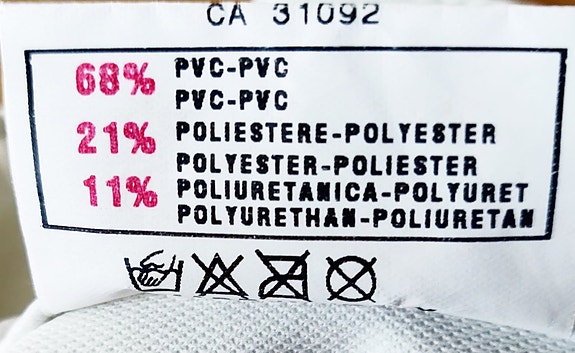 CA 31092
68% PVC-PVC
PVC-PVC
21% POLIESTERE-POLYESTER
POLYESTER-POLIESTER
11% POLIURETANICA-POLYURET
POLYURETHAN-POLIURETAN